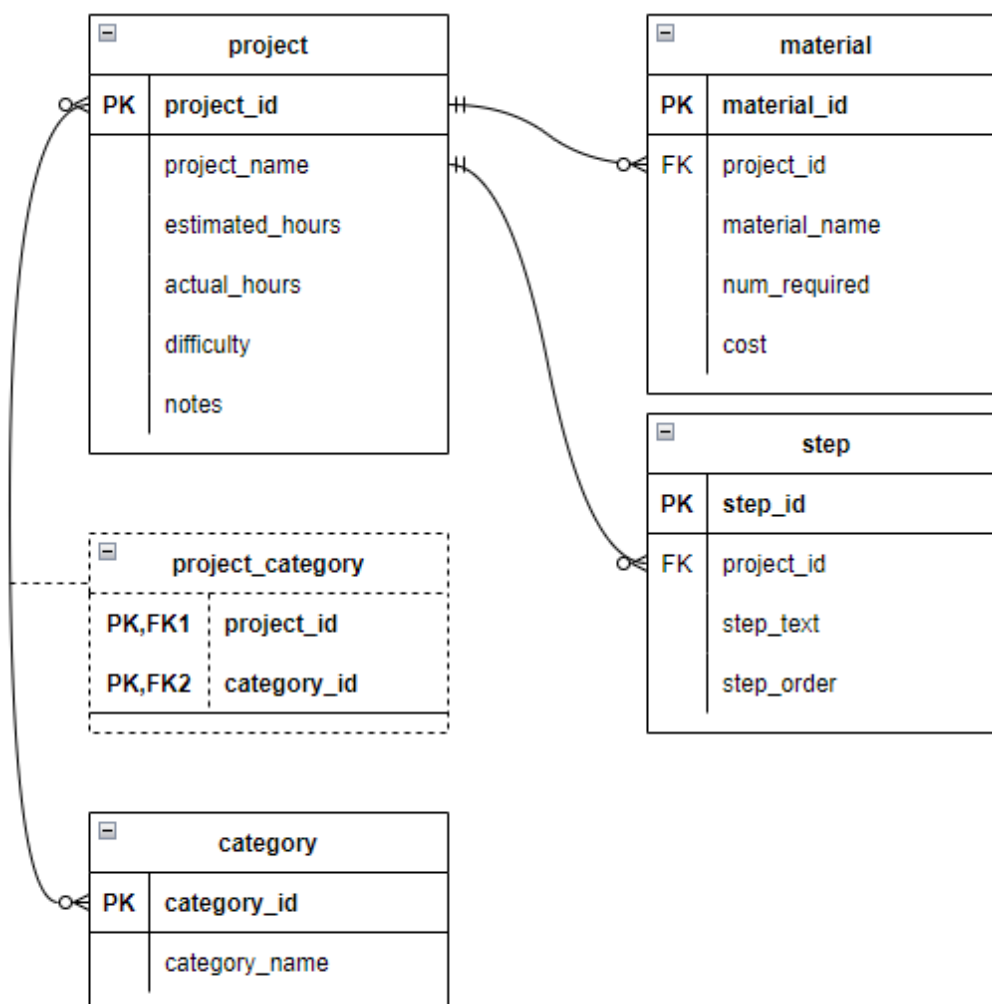 project
PK project_id
project_name
estimated_hours
actual_hours
difficulty
notes
material
PK material_id
FK project_id
material_name
num_required
cost
step
PK step_id
FK project_id
step_text
step_order
project_category
PK,FK1 project_id
PK,FK2 category_id
category
PK category_id
category_name